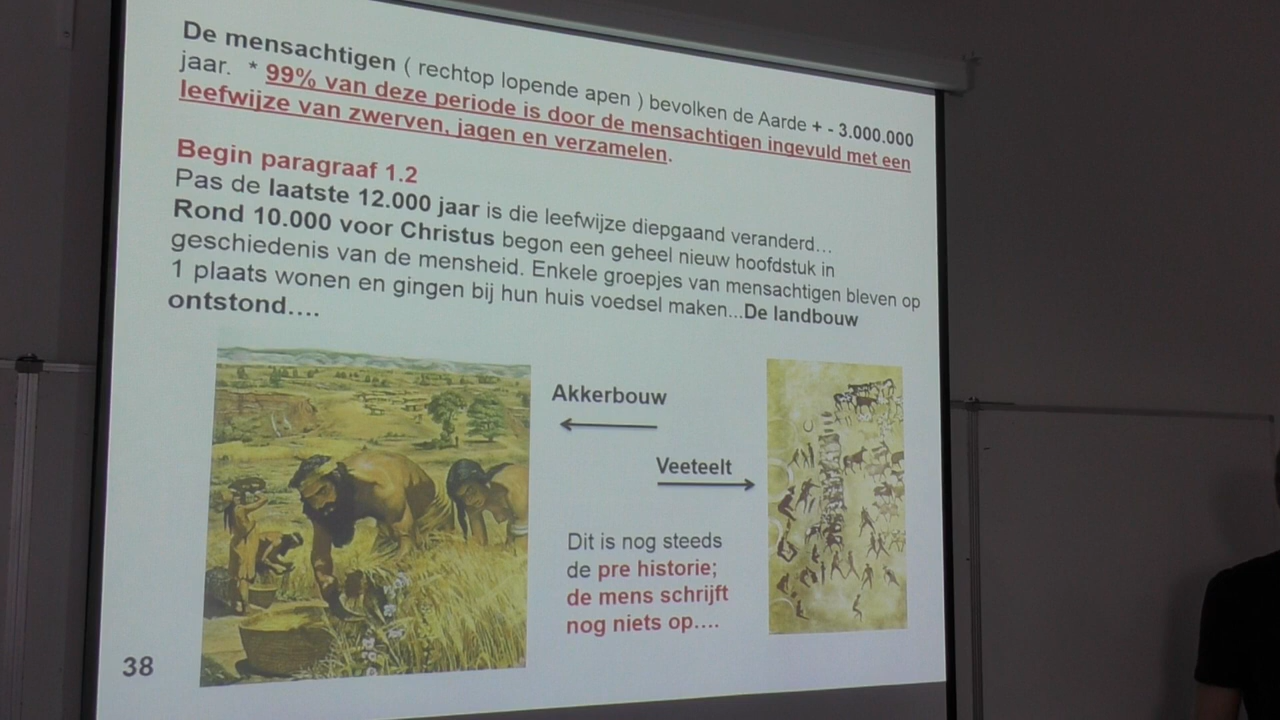 De mensachtigen ( rechtop lopende apen ) bevolken de Aarde + - 3.000.000
jaar. * 99% van deze periode is door de mensachtigen ingevuld met een
leefwijze van zwerven, jagen en verzamelen.
Begin paragraaf 1.2
Pas de laatste 12.000 jaar is die leefwijze diepgaand veranderd…
Rond 10.000 voor Christus begon een geheel nieuw hoofdstuk in
geschiedenis van de mensheid. Enkele groepjes van mensachtigen bleven op
1 plaats wonen en gingen bij hun huis voedsel maken...De landbouw
ontstond….
Akkerbouw
Veeteelt
Dit is nog steeds
de pre historie;
de mens schrijft
nog niets op….
38